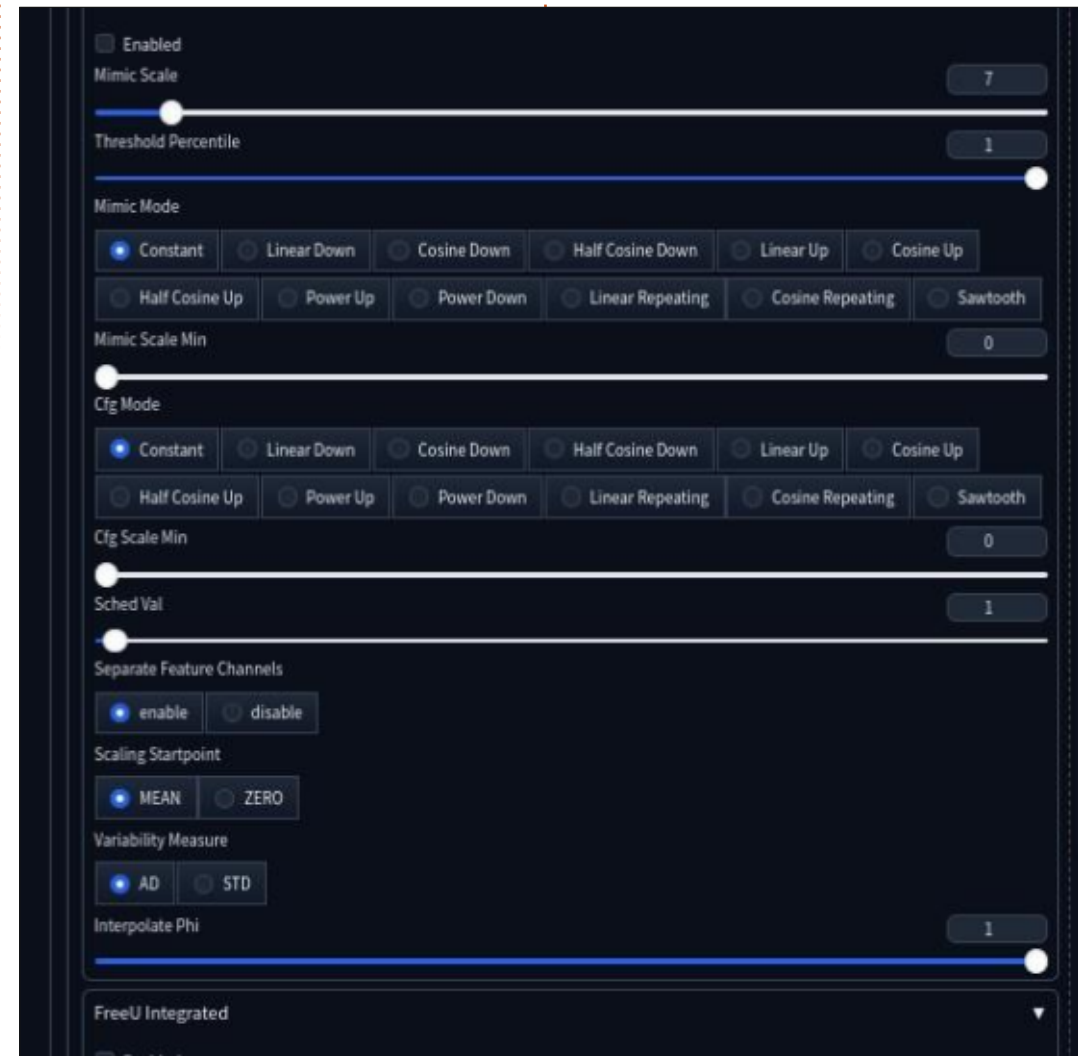 Enabled
Mimic Scale
7
Threshold Percentile
1
Mimic Mode
Constant Linear Down Cosine Down Half Cosine Down Linear Up Cosine Up
Half Cosine Up Power Up Power Down Linear Repeating Cosine Repeating Sawtooth
Mimic Scale Min
0
Cfg Mode
Constant Linear Down Cosine Down Half Cosine Down Linear Up Cosine Up
Half Cosine Up Power Up Power Down Linear Repeating Cosine Repeating Sawtooth
Cfg Scale Min
0
Sched Val
1
Separate Feature Channels
enable disable
Scaling Startpoint
MEAN ZERO
Variability Measure
AD STD
Interpolate Phi
1
FreeU Integrated